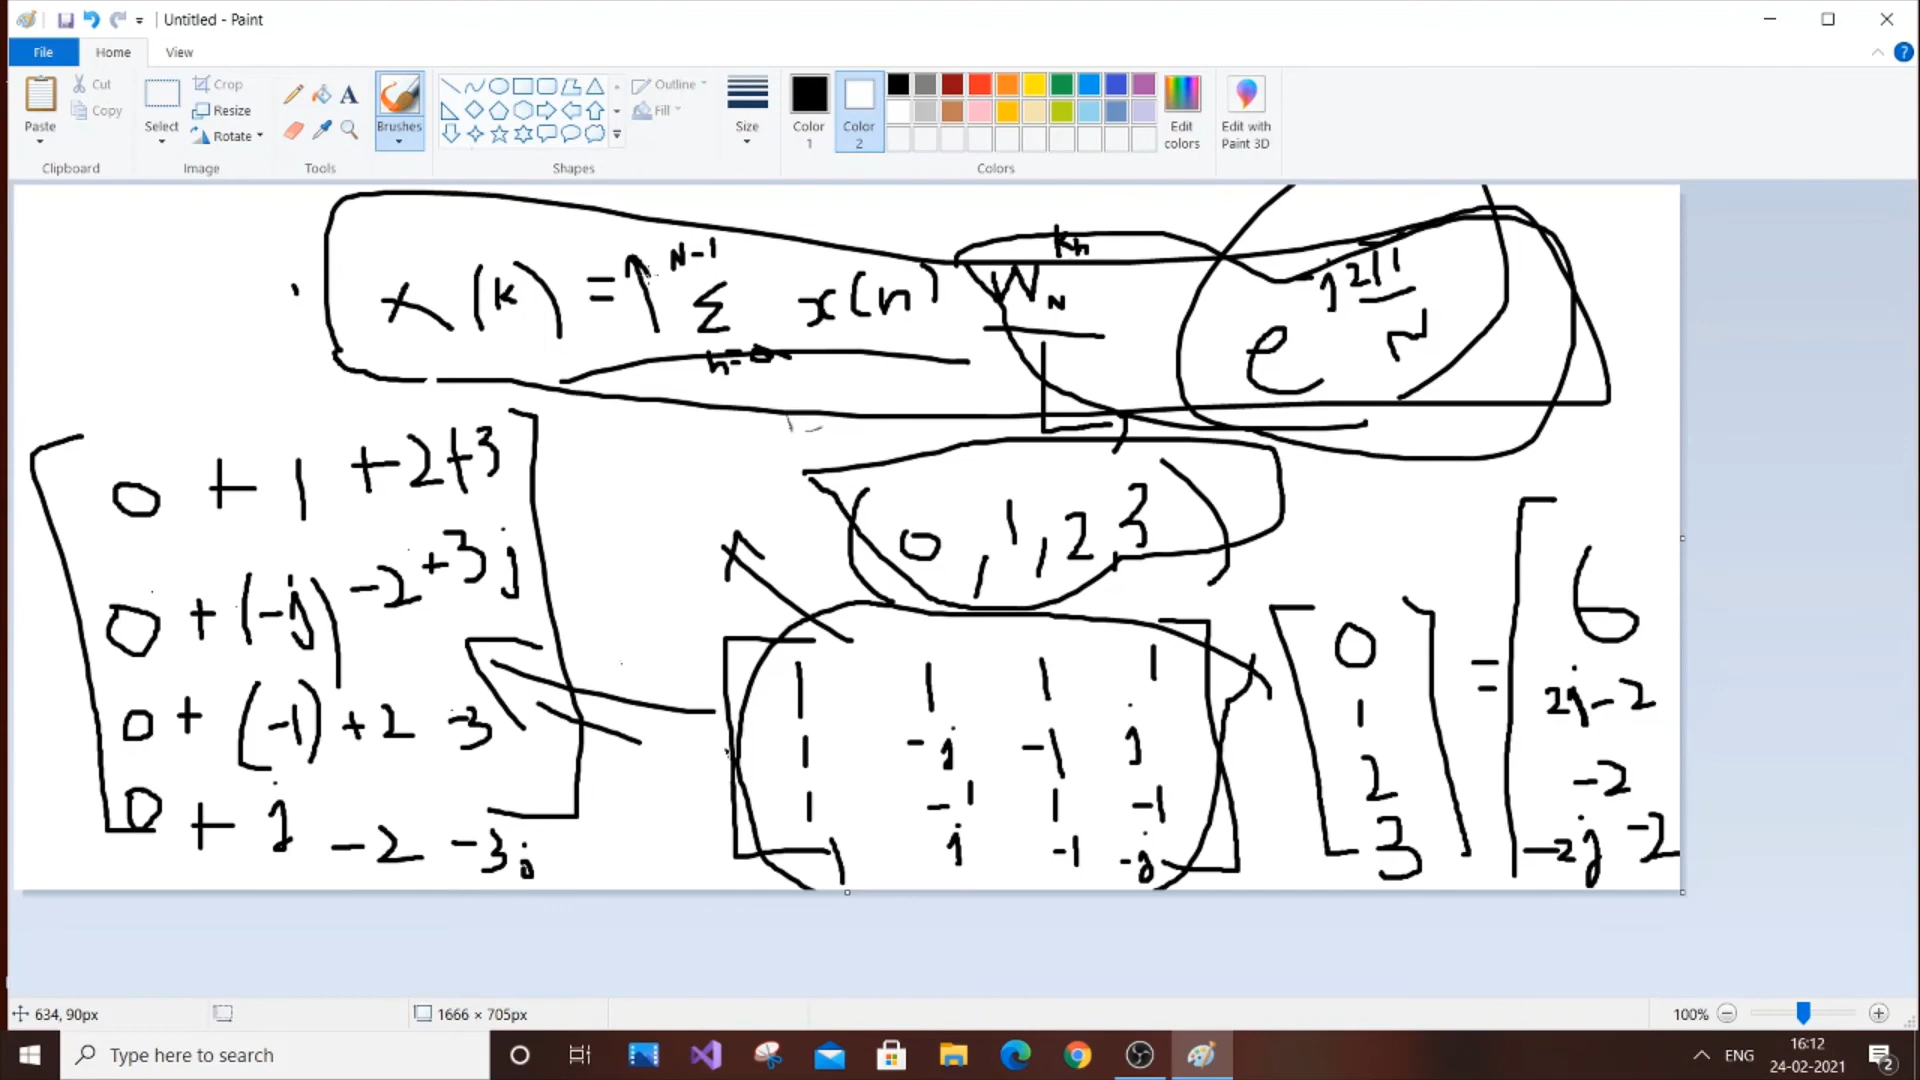 Untitled - Paint
File Home View
Cut
Copy
Paste
Clipboard
Select
Crop
Resize
Rotate
Image
Tools
Brushes
Shapes
Outline
Fill
Size
Color 1
Color 2
Colors
Edit colors
Edit with Paint 3D
x(k) = N-1 Σ n=0 x(n) W N kn
e j 2π N
0 + 1 + 2 + 3
0 + (-j) -2 +3j
0 + (-1) + 2 -3
0 + j - 2 -3j
(0, 1, 2, 3)
1 1 1 1
1 -j -1 j
1 -1 1 -1
1 j -1 -j
0
1
2
3
=
6
2j-2
-2
-2j-2
634, 90px
1666 × 705px
100%
Type here to search
ENG
16:12
24-02-2021
2